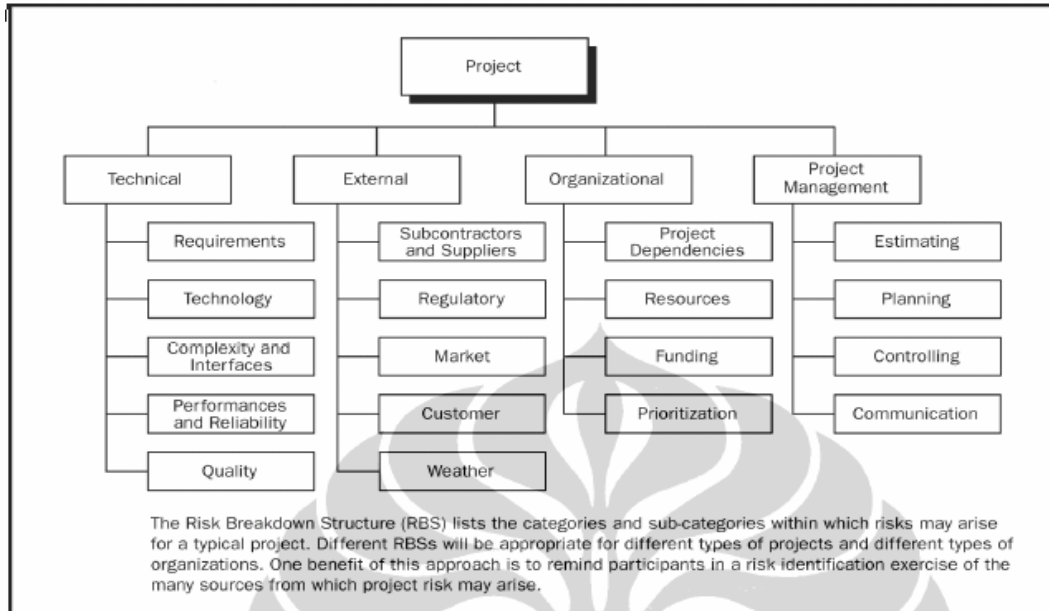 Project
Technical
External
Organizational
Project
Management
Requirements
Subcontractors
and Suppliers
Project
Dependencies
Estimating
Technology
Regulatory
Resources
Planning
Complexity and
Interfaces
Market
Funding
Controlling
Performances
and Reliability
Customer
Prioritization
Communication
Quality
Weather
The Risk Breakdown Structure (RBS) lists the categories and sub-categories within which risks may arise
for a typical project. Different RBSs will be appropriate for different types of projects and different types of
organizations. One benefit of this approach is to remind participants in a risk identification exercise of the
many sources from which project risk may arise.